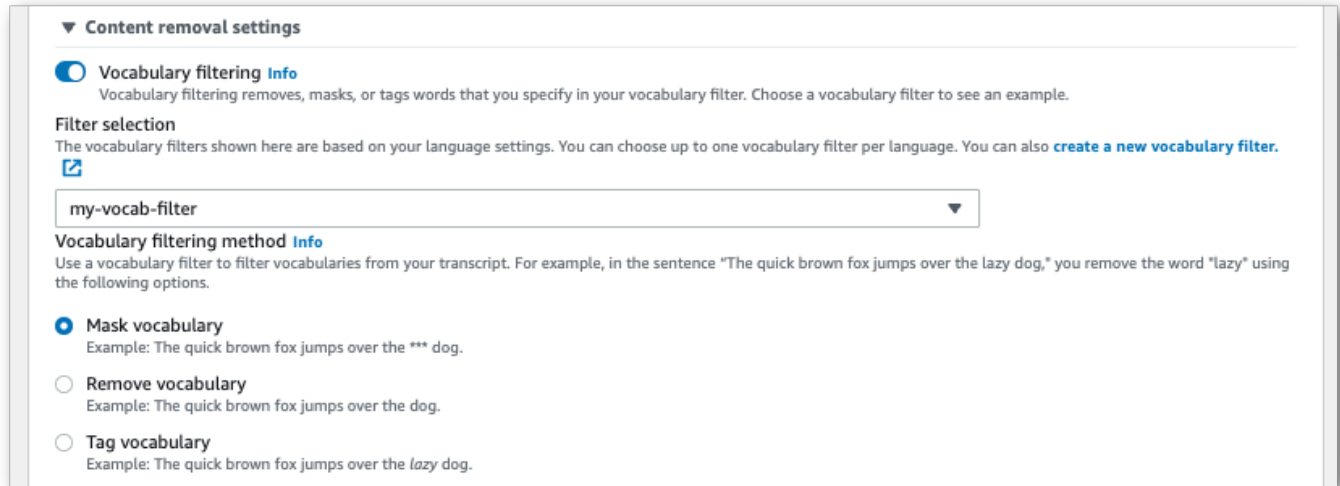 Content removal settings
Vocabulary filtering Info
Vocabulary filtering removes, masks, or tags words that you specify in your vocabulary filter. Choose a vocabulary filter to see an example.
Filter selection
The vocabulary filters shown here are based on your language settings. You can choose up to one vocabulary filter per language. You can also create a new vocabulary filter.
my-vocab-filter
Vocabulary filtering method Info
Use a vocabulary filter to filter vocabularies from your transcript. For example, in the sentence "The quick brown fox jumps over the lazy dog," you remove the word "lazy" using
the following options.
Mask vocabulary
Example: The quick brown fox jumps over the *** dog.
Remove vocabulary
Example: The quick brown fox jumps over the dog.
Tag vocabulary
Example: The quick brown fox jumps over the lazy dog.